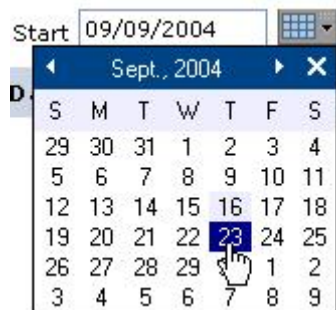 Start 09/09/2004
Sept., 2004
D.
S M T W T F S
29 30 31 1 2 3 4
5 6 7 8 9 10 11
12 13 14 15 16 17 18
19 20 21 22 23 24 25
26 27 28 29 1 2
3 4 5 6 7 8 9